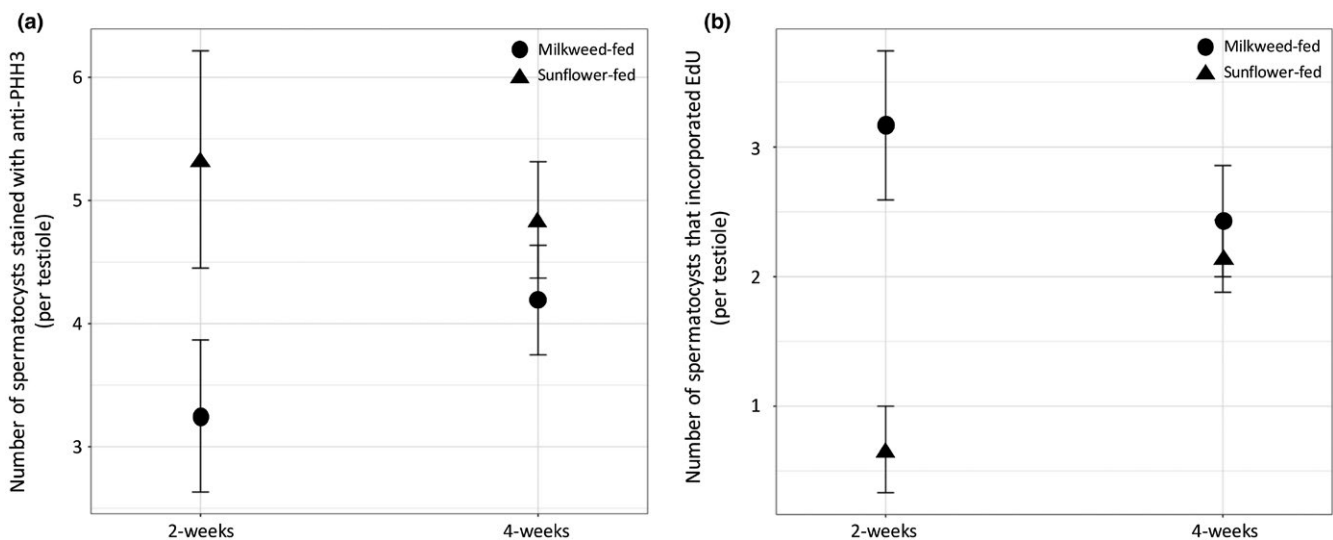 (a)
Number of spermatocysts stained with anti-PHH3
(per testiole)
6
5
4
3
2-weeks
4-weeks
Milkweed-fed
Sunflower-fed
(b)
Number of spermatocysts that incorporated EdU
(per testiole)
3
2
1
2-weeks
4-weeks
Milkweed-fed
Sunflower-fed